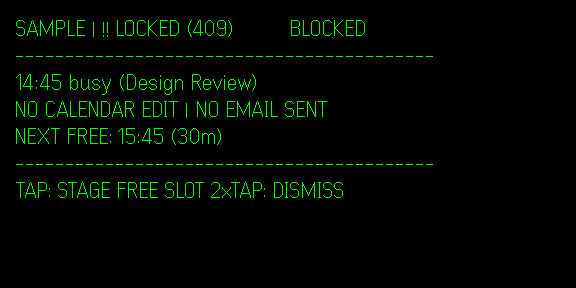 SAMPLE | !! LOCKED (409) BLOCKED
------------------------------------------
14:45 busy (Design Review)
NO CALENDAR EDIT | NO EMAIL SENT
NEXT FREE: 15:45 (30m)
------------------------------------------
TAP: STAGE FREE SLOT 2xTAP: DISMISS